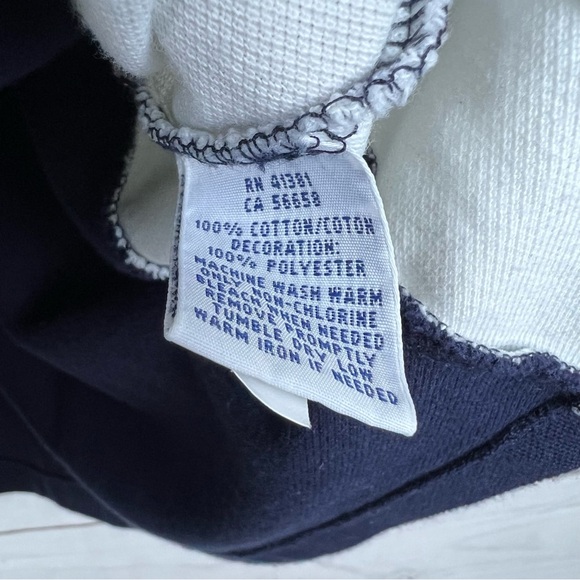 RN 41381
CA 56658
100% COTTON/COTON
DECORATION:
100% POLYESTER
MACHINE WASH WARM
ONLY NON-CHLORINE
BLEACH WHEN NEEDED
REMOVE PROMPTLY
TUMBLE DRY LOW
WARM IRON IF NEEDED